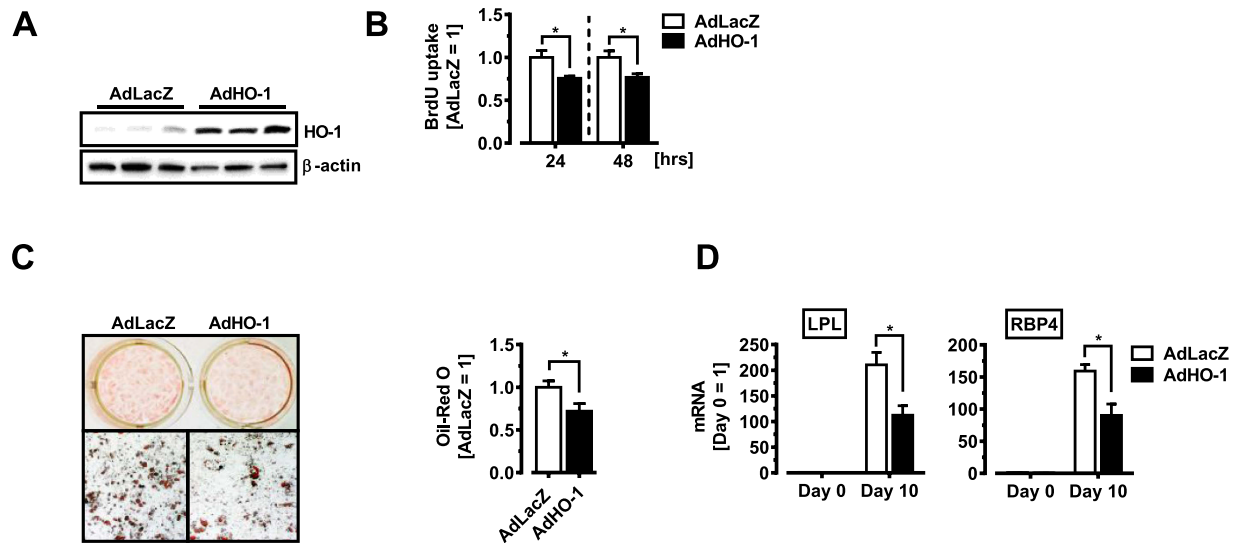 A
AdLacZ AdHO-1
HO-1
β-actin
B
BrdU uptake
[AdLacZ = 1]
1.5
1.0
0.5
0.0
* *
24 48 [hrs]
AdLacZ
AdHO-1
C
AdLacZ AdHO-1
Oil-Red O
[AdLacZ = 1]
1.5
1.0
0.5
0.0
*
AdLacZ
AdHO-1
D
LPL
mRNA
[Day 0 = 1]
250
200
150
100
50
0
*
Day 0 Day 10
RBP4
200
150
100
50
0
*
Day 0 Day 10
AdLacZ
AdHO-1